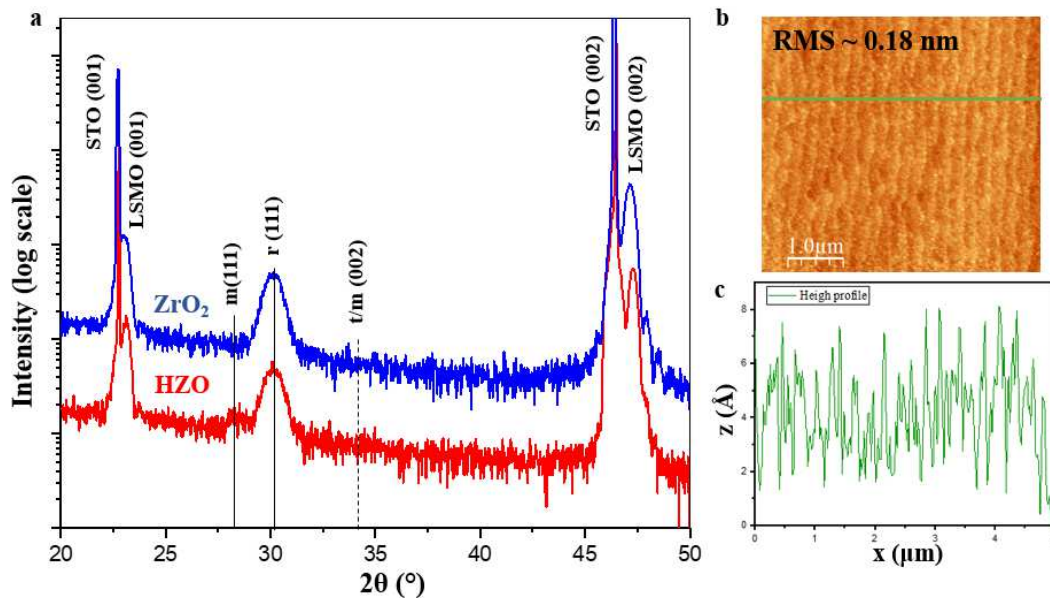 a
Intensity (log scale)
STO (001)
LSMO (001)
m(111)
r (111)
t/m (002)
STO (002)
LSMO (002)
ZrO2
HZO
20 25 30 35 40 45 50
2θ (°)
b
RMS ~ 0.18 nm
1.0µm
c
Heigh profile
z (Å)
8
6
4
2
0
0 1 2 3 4
x (µm)